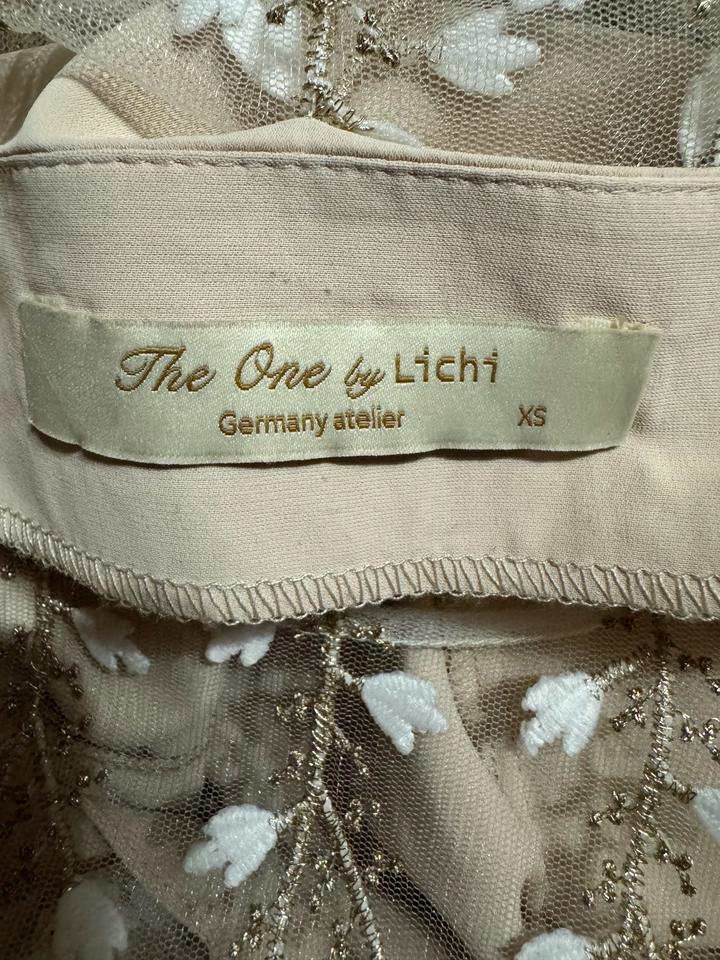 The One by Lichi
Germany atelier XS